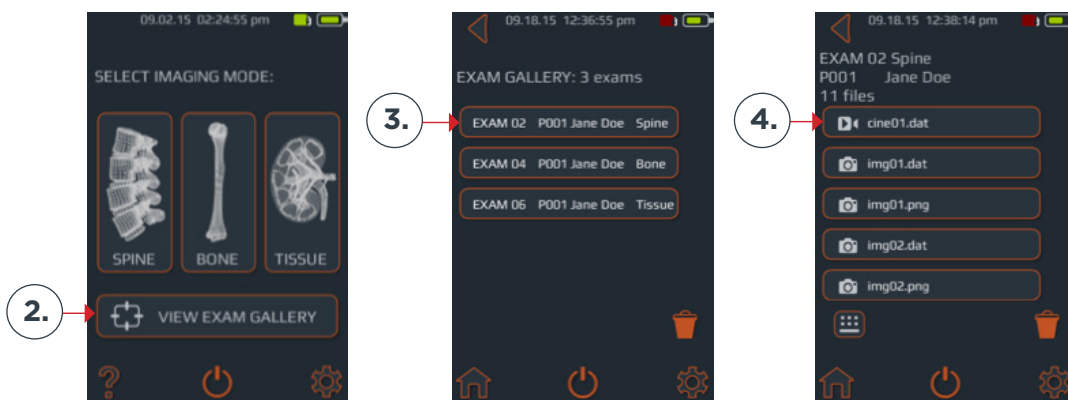 2.
09.02.15 02:24:55 pm
SELECT IMAGING MODE:
SPINE
BONE
TISSUE
VIEW EXAM GALLERY
?
3.
09.18.15 12:36:55 pm
EXAM GALLERY: 3 exams
EXAM 02 P001 Jane Doe Spine
EXAM 04 P001 Jane Doe Bone
EXAM 06 P001 Jane Doe Tissue
4.
09.18.15 12:38:14 pm
EXAM 02 Spine
P001 Jane Doe
11 files
cine01.dat
img01.dat
img01.png
img02.dat
img02.png